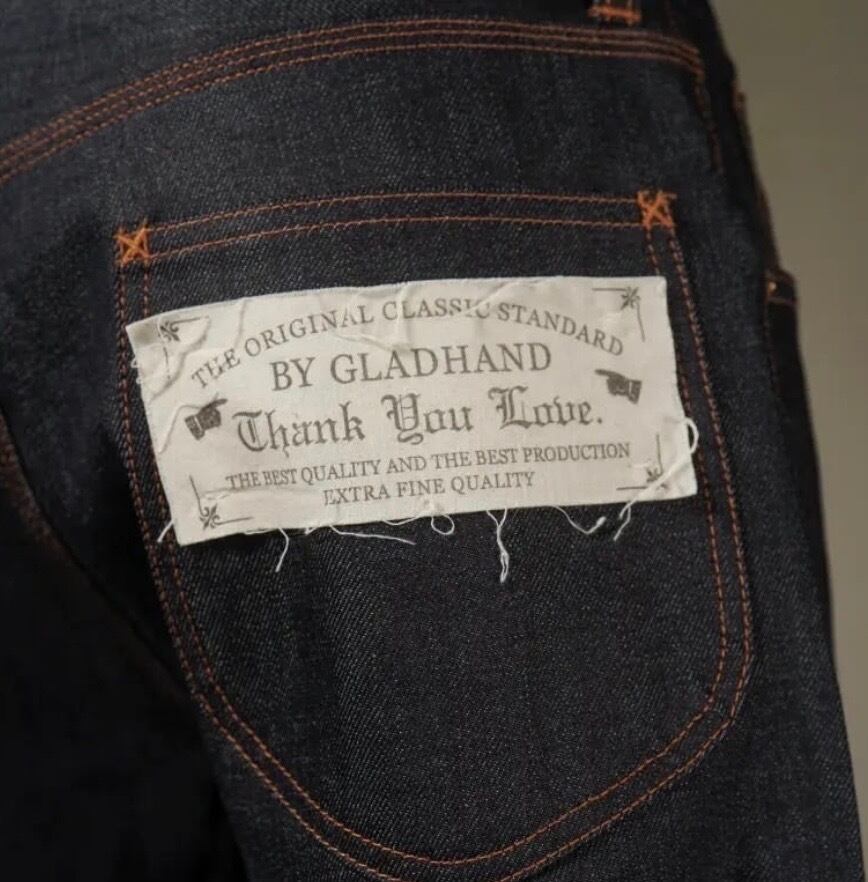 THE ORIGINAL CLASSIC STANDARD
BY GLADHAND
Thank You Love.
THE BEST QUALITY AND THE BEST PRODUCTION
EXTRA FINE QUALITY